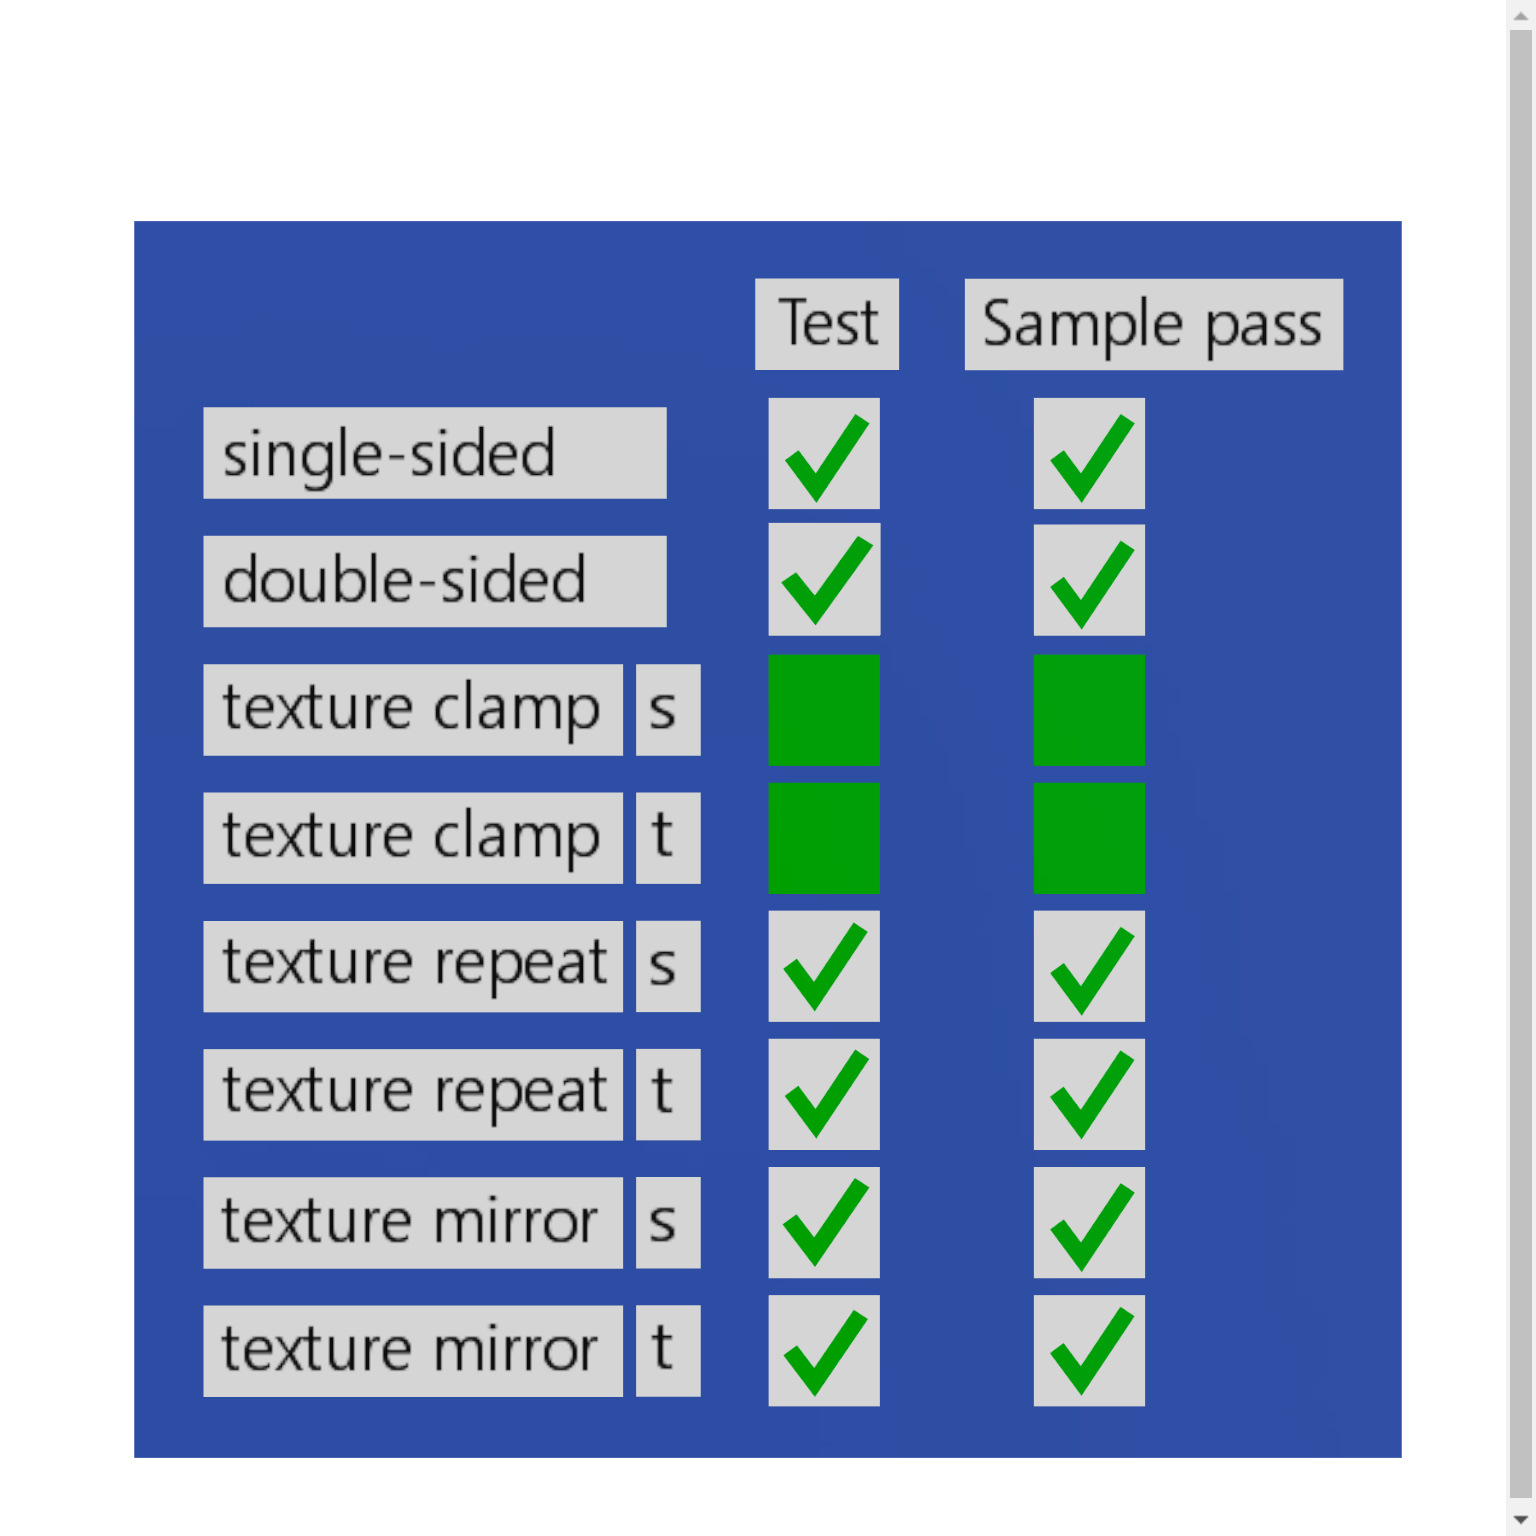 Test Sample pass
single-sided
double-sided
texture clamp s
texture clamp t
texture repeat s
texture repeat t
texture mirror s
texture mirror t